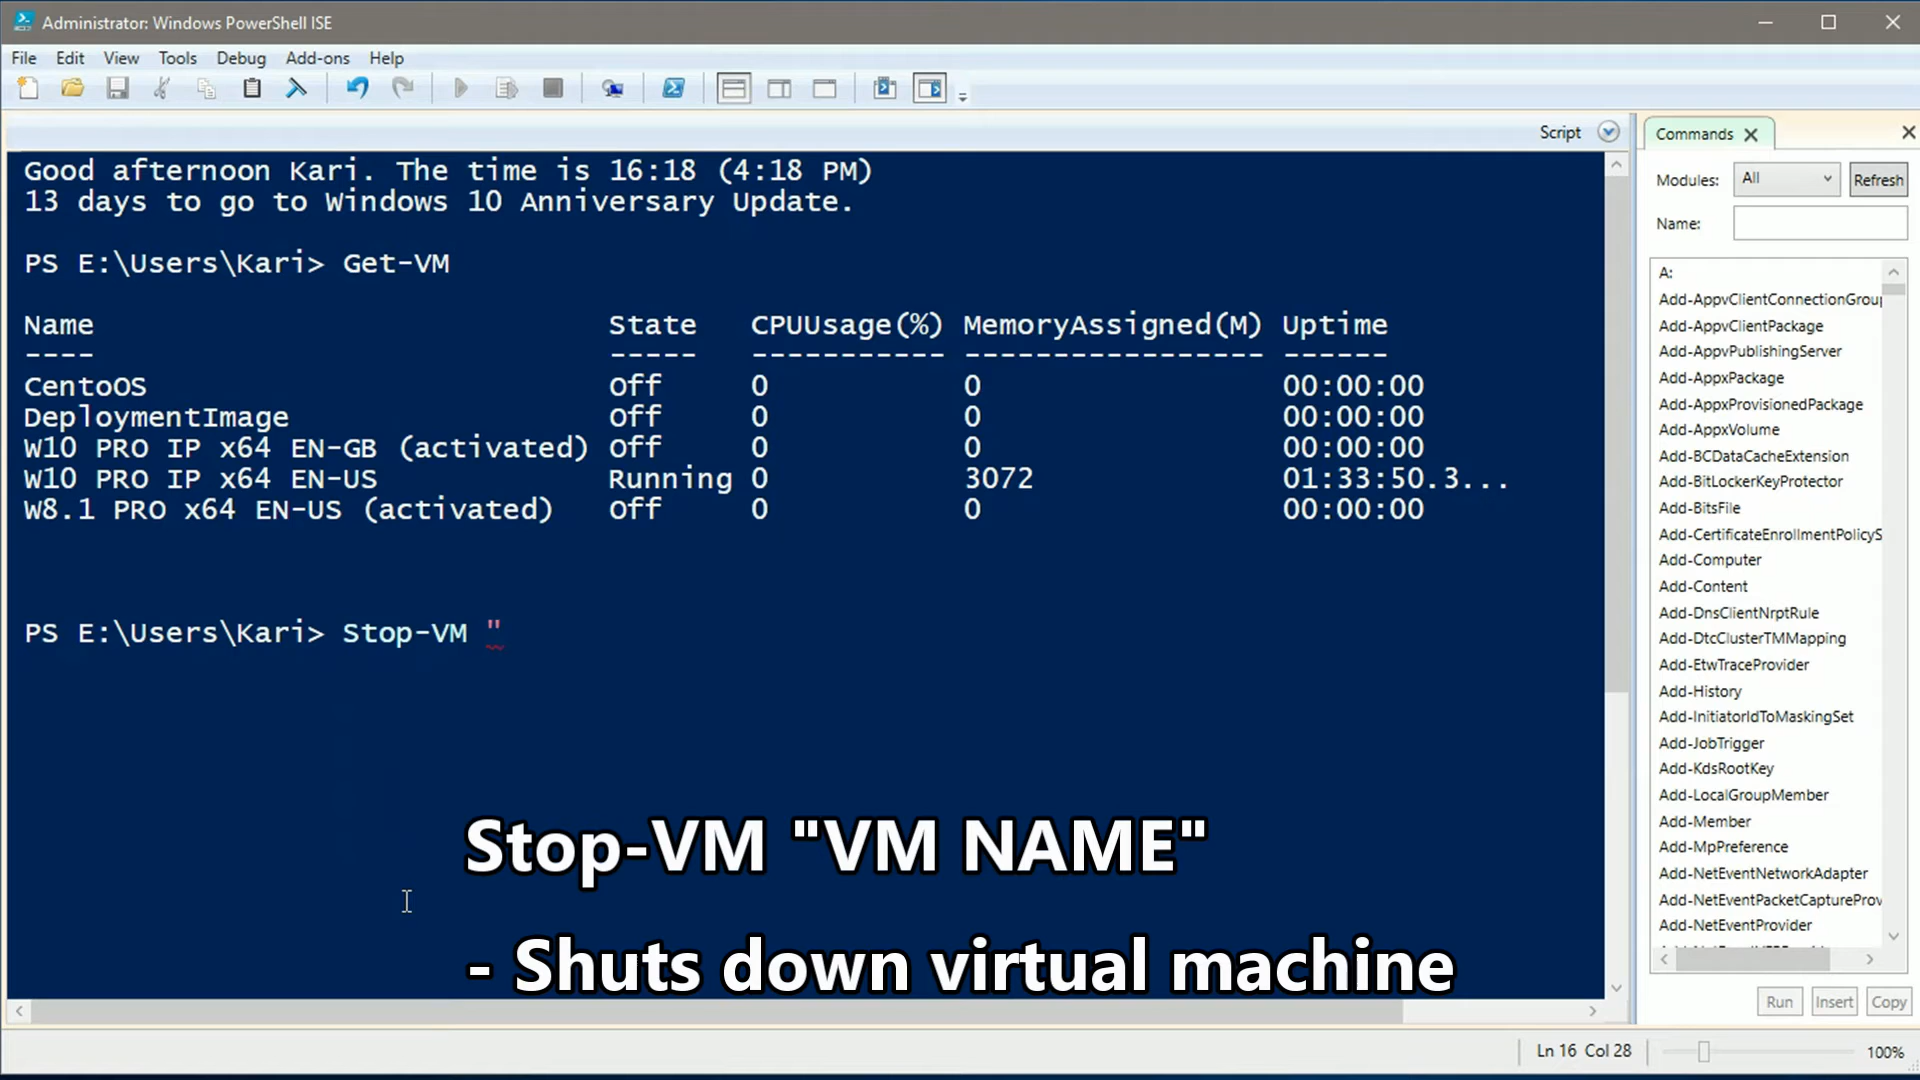 Administrator: Windows PowerShell ISE
File Edit View Tools Debug Add-ons Help
Script
Good afternoon Kari. The time is 16:18 (4:18 PM)
13 days to go to Windows 10 Anniversary Update.
PS E:\Users\Kari> Get-VM
Name State CPUUsage(%) MemoryAssigned(M) Uptime
---- ----- ----------- ----------------- ------
CentoOS Off 0 0 00:00:00
DeploymentImage Off 0 0 00:00:00
W10 PRO IP x64 EN-GB (activated) Off 0 0 00:00:00
W10 PRO IP x64 EN-US Running 0 3072 01:33:50.3...
W8.1 PRO x64 EN-US (activated) Off 0 0 00:00:00
PS E:\Users\Kari> Stop-VM "
Stop-VM "VM NAME"
- Shuts down virtual machine
Commands
Modules: All Refresh
Name:
A:
Add-AppvClientConnectionGroup
Add-AppvClientPackage
Add-AppvPublishingServer
Add-AppxPackage
Add-AppxProvisionedPackage
Add-AppxVolume
Add-BCDataCacheExtension
Add-BitLockerKeyProtector
Add-BitsFile
Add-CertificateEnrollmentPolicyS
Add-Computer
Add-Content
Add-DnsClientNrptRule
Add-DtcClusterTMMapping
Add-EtwTraceProvider
Add-History
Add-InitiatorIdToMaskingSet
Add-JobTrigger
Add-KdsRootKey
Add-LocalGroupMember
Add-Member
Add-MpPreference
Add-NetEventNetworkAdapter
Add-NetEventPacketCaptureProv
Add-NetEventProvider
Run Insert Copy
Ln 16 Col 28 100%